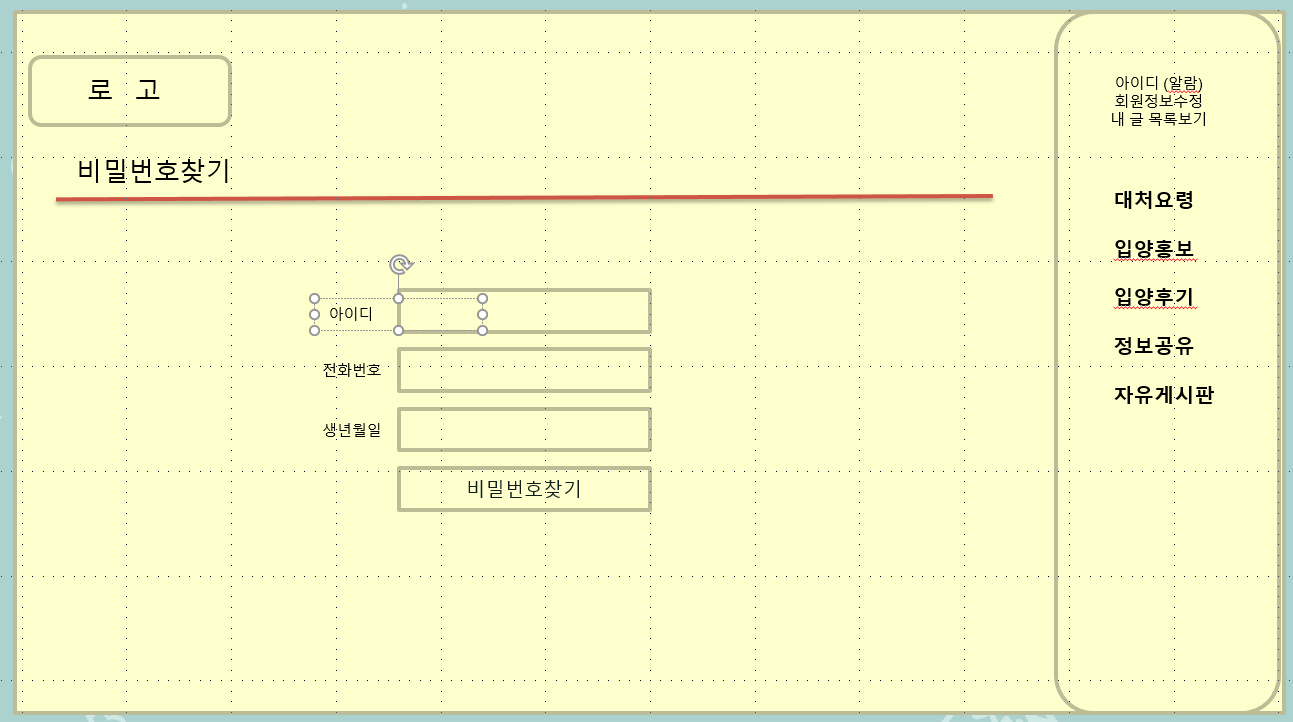 로 고
비밀번호찾기
아이디
전화번호
생년월일
비밀번호찾기
아이디 (알람)
회원정보수정
내 글 목록보기
대처요령
입양홍보
입양후기
정보공유
자유게시판